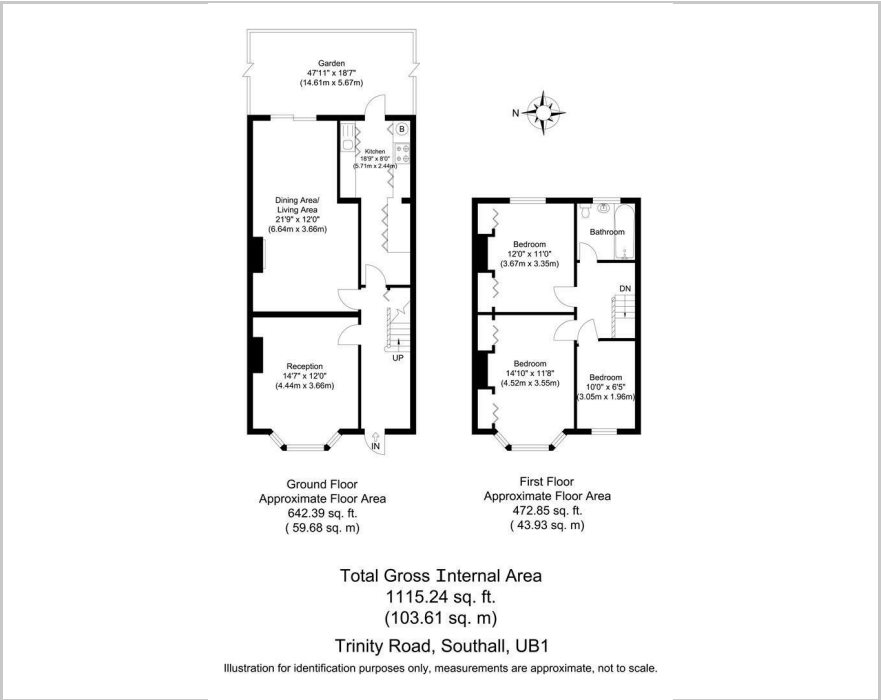 Garden
47'11" x 18'7"
(14.61m x 5.67m)
N
B
Kitchen
18'9" x 8'0"
(5.71m x 2.44m)
Dining Area/
Living Area
21'9" x 12'0"
(6.64m x 3.66m)
UP
Reception
14'7" x 12'0"
(4.44m x 3.66m)
IN
Bathroom
Bedroom
12'0" x 11'0"
(3.67m x 3.35m)
DN
Bedroom
14'10" x 11'8"
(4.52m x 3.55m)
Bedroom
10'0" x 6'5"
(3.05m x 1.96m)
Ground Floor
Approximate Floor Area
642.39 sq. ft.
( 59.68 sq. m)
First Floor
Approximate Floor Area
472.85 sq. ft.
( 43.93 sq. m)
Total Gross Internal Area
1115.24 sq. ft.
(103.61 sq. m)
Trinity Road, Southall, UB1
Illustration for identification purposes only, measurements are approximate, not to scale.